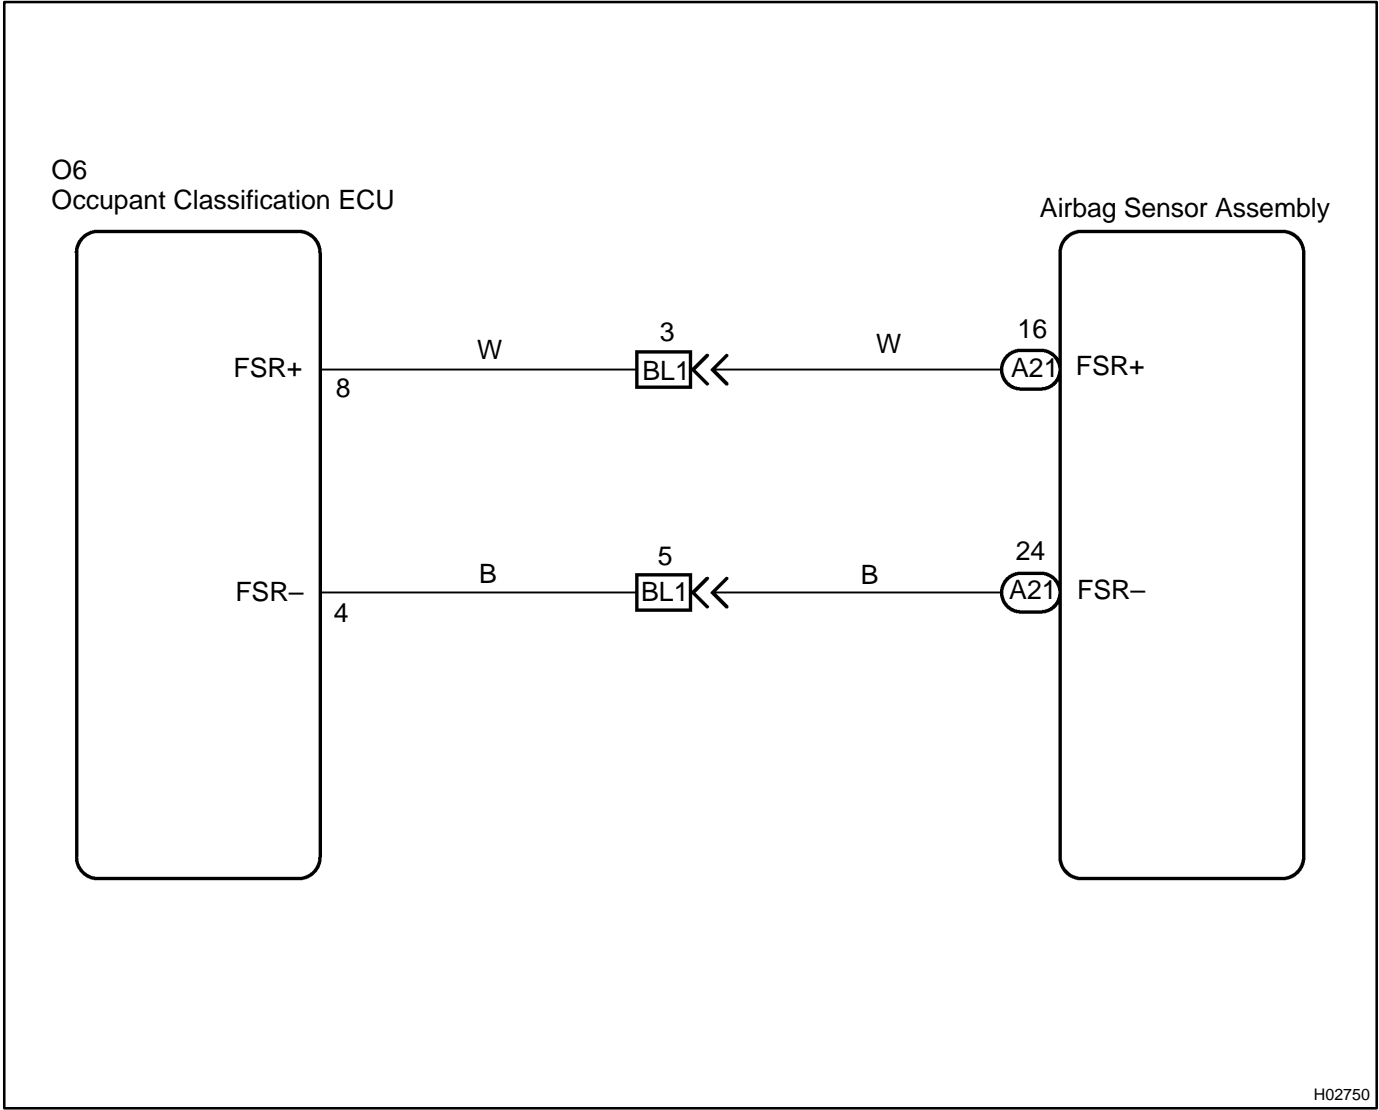 O6
Occupant Classification ECU
Airbag Sensor Assembly
FSR+
8
W
3
BL1
W
16
A21
FSR+
FSR–
4
B
5
BL1
B
24
A21
FSR–
H02750